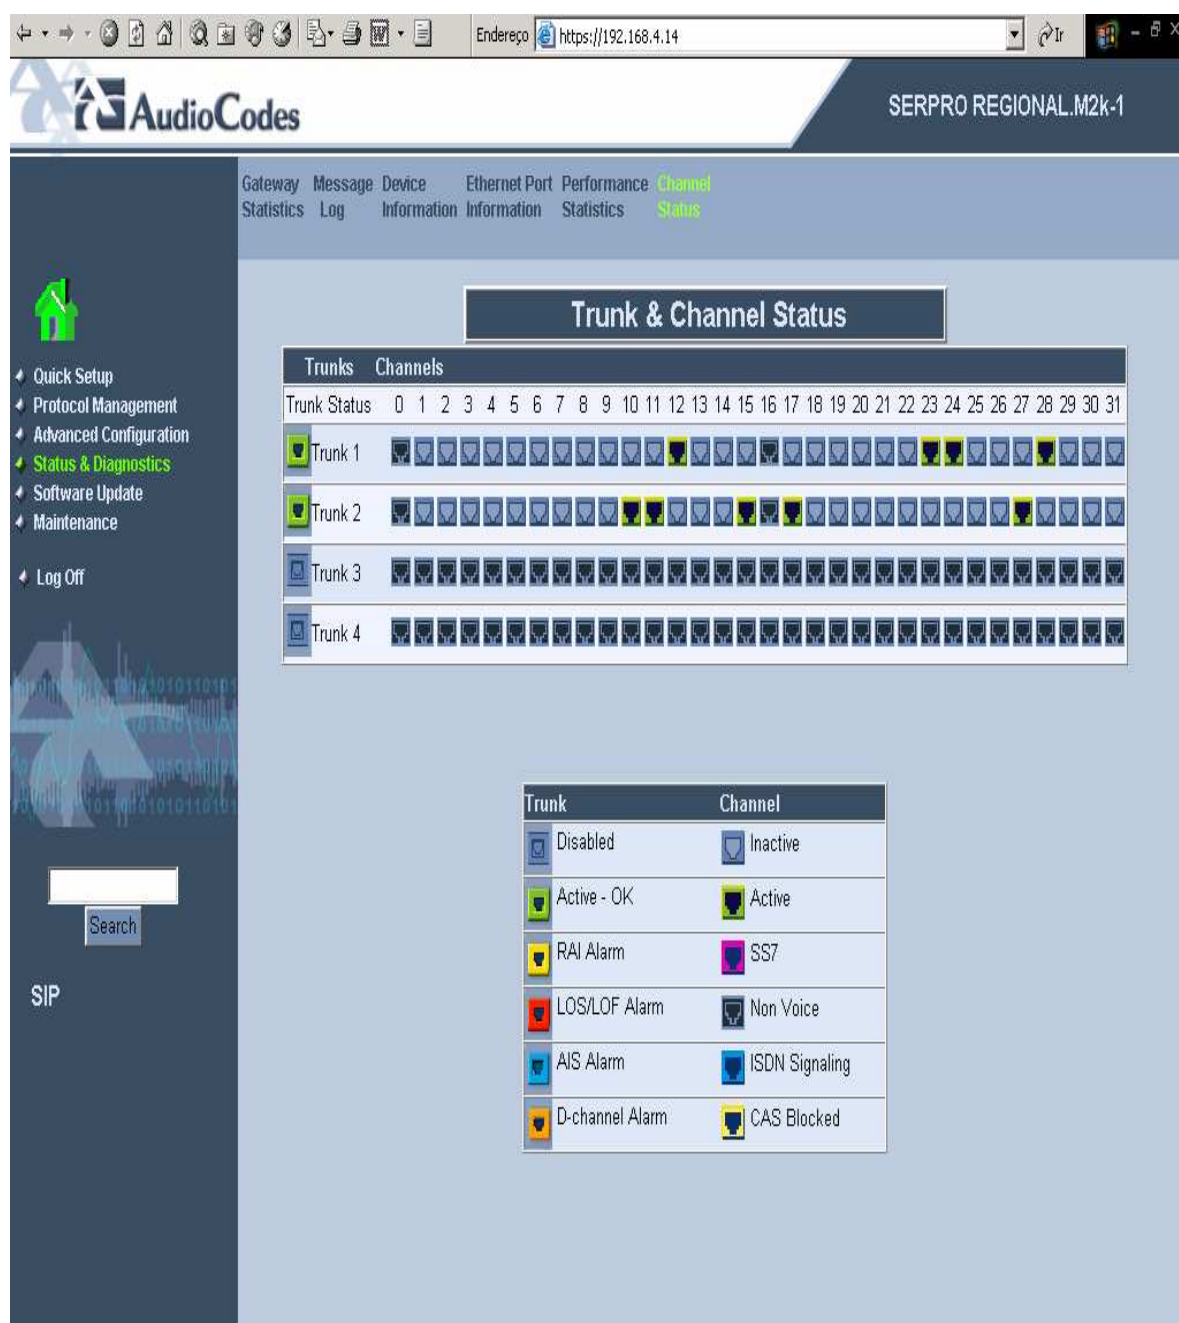 Endereço https://192.168.4.14 Ir
AudioCodes
SERPRO REGIONAL.M2k-1
Gateway Statistics
Message Log
Device Information
Ethernet Port Information
Performance Statistics
Channel Status
Quick Setup
Protocol Management
Advanced Configuration
Status & Diagnostics
Software Update
Maintenance
Log Off
Search
SIP
Trunk & Channel Status
Trunks Channels
Trunk Status 0 1 2 3 4 5 6 7 8 9 10 11 12 13 14 15 16 17 18 19 20 21 22 23 24 25 26 27 28 29 30 31
Trunk 1
Trunk 2
Trunk 3
Trunk 4
Trunk Channel
Disabled Inactive
Active - OK Active
RAI Alarm SS7
LOS/LOF Alarm Non Voice
AIS Alarm ISDN Signaling
D-channel Alarm CAS Blocked